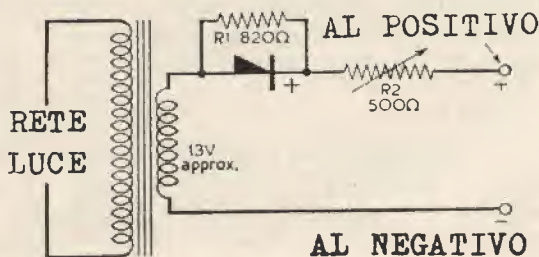 R1 820Ω
AL POSITIVO
+
R2
500Ω
+
RETE
LUCE
13V
approx.
-
AL NEGATIVO